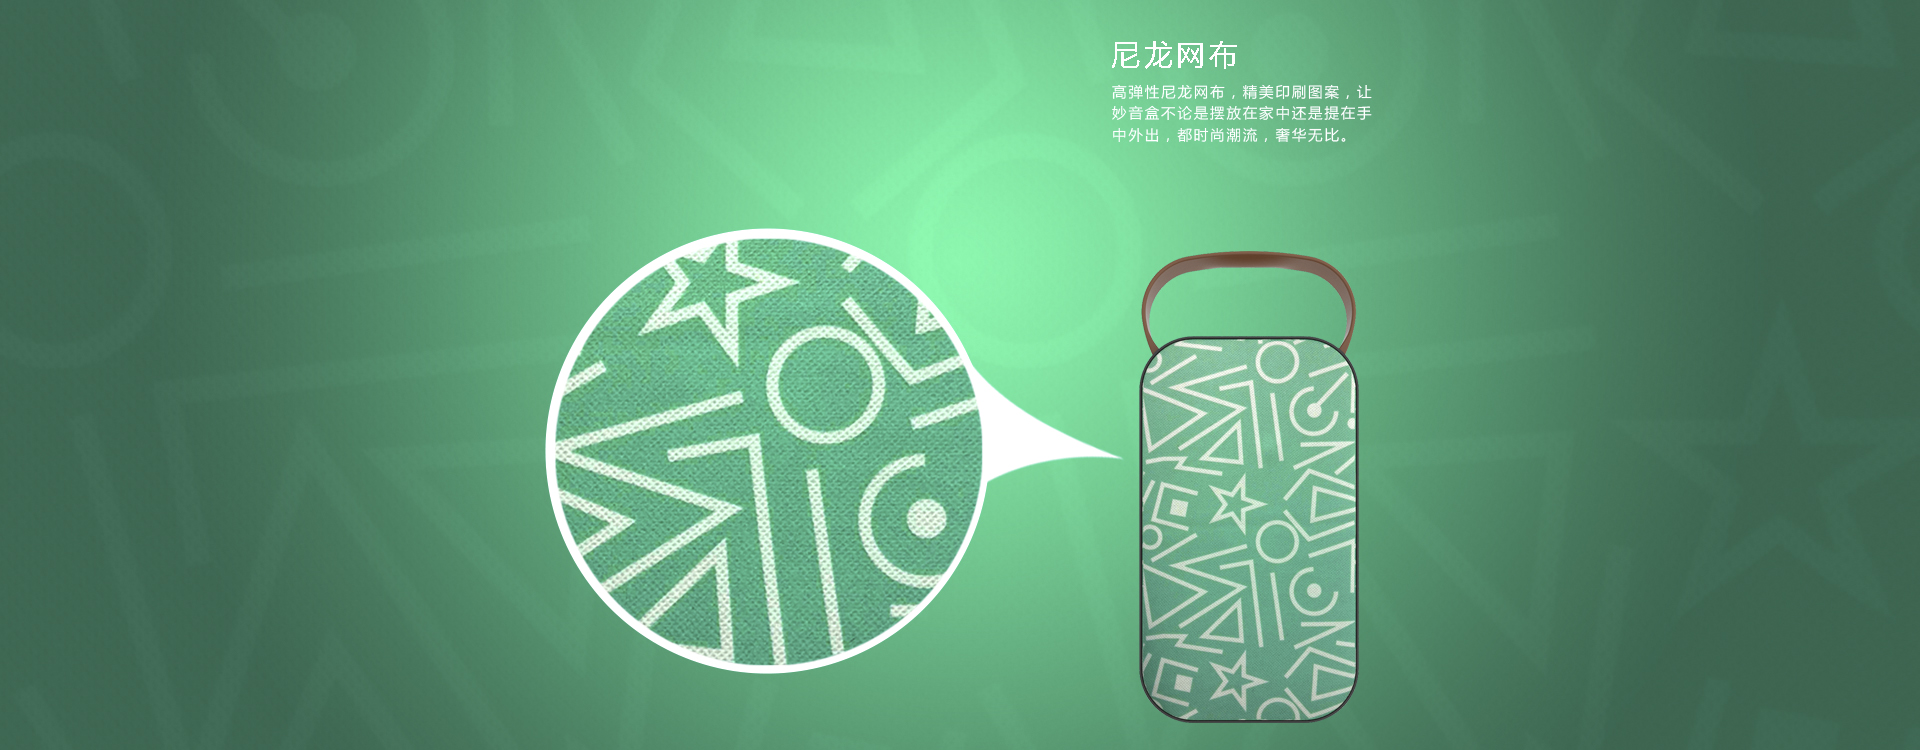 尼龙网布
高弹性尼龙网布，精美印刷图案，让
妙音盒不论是摆放在家中还是提在手
中外出，都时尚潮流，奢华无比。